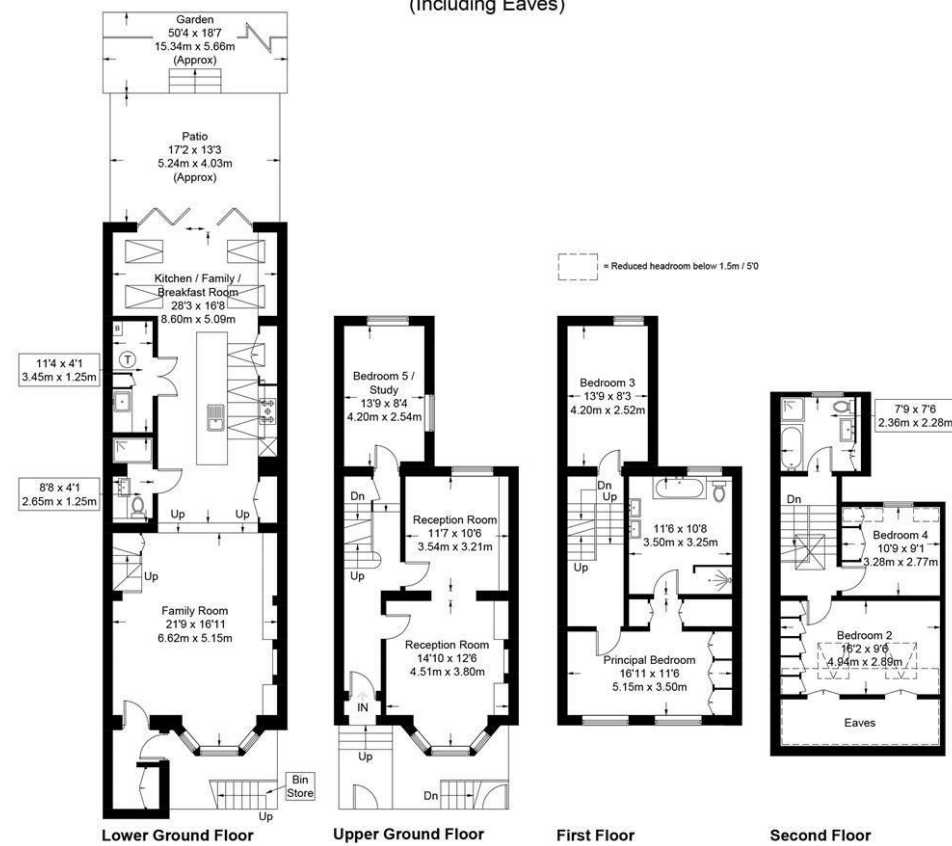 (Including Eaves)
Garden
50'4 x 18'7
15.34m x 5.66m
(Approx)
Patio
17'2 x 13'3
5.24m x 4.03m
(Approx)
Kitchen / Family /
Breakfast Room
28'3 x 16'8
8.60m x 5.09m
B
T
11'4 x 4'1
3.45m x 1.25m
8'8 x 4'1
2.65m x 1.25m
Up
Up
Up
Family Room
21'9 x 16'11
6.62m x 5.15m
Bin
Store
Up
Lower Ground Floor
Bedroom 5 /
Study
13'9 x 8'4
4.20m x 2.54m
Dn
Up
Reception Room
11'7 x 10'6
3.54m x 3.21m
Reception Room
14'10 x 12'6
4.51m x 3.80m
IN
Up
Dn
Upper Ground Floor
= Reduced headroom below 1.5m / 5'0
Bedroom 3
13'9 x 8'3
4.20m x 2.52m
Dn
Up
Up
11'6 x 10'8
3.50m x 3.25m
Principal Bedroom
16'11 x 11'6
5.15m x 3.50m
First Floor
7'9 x 7'6
2.36m x 2.28m
Dn
Bedroom 4
10'9 x 9'1
3.28m x 2.77m
Bedroom 2
16'2 x 9'6
4.94m x 2.89m
Eaves
Second Floor